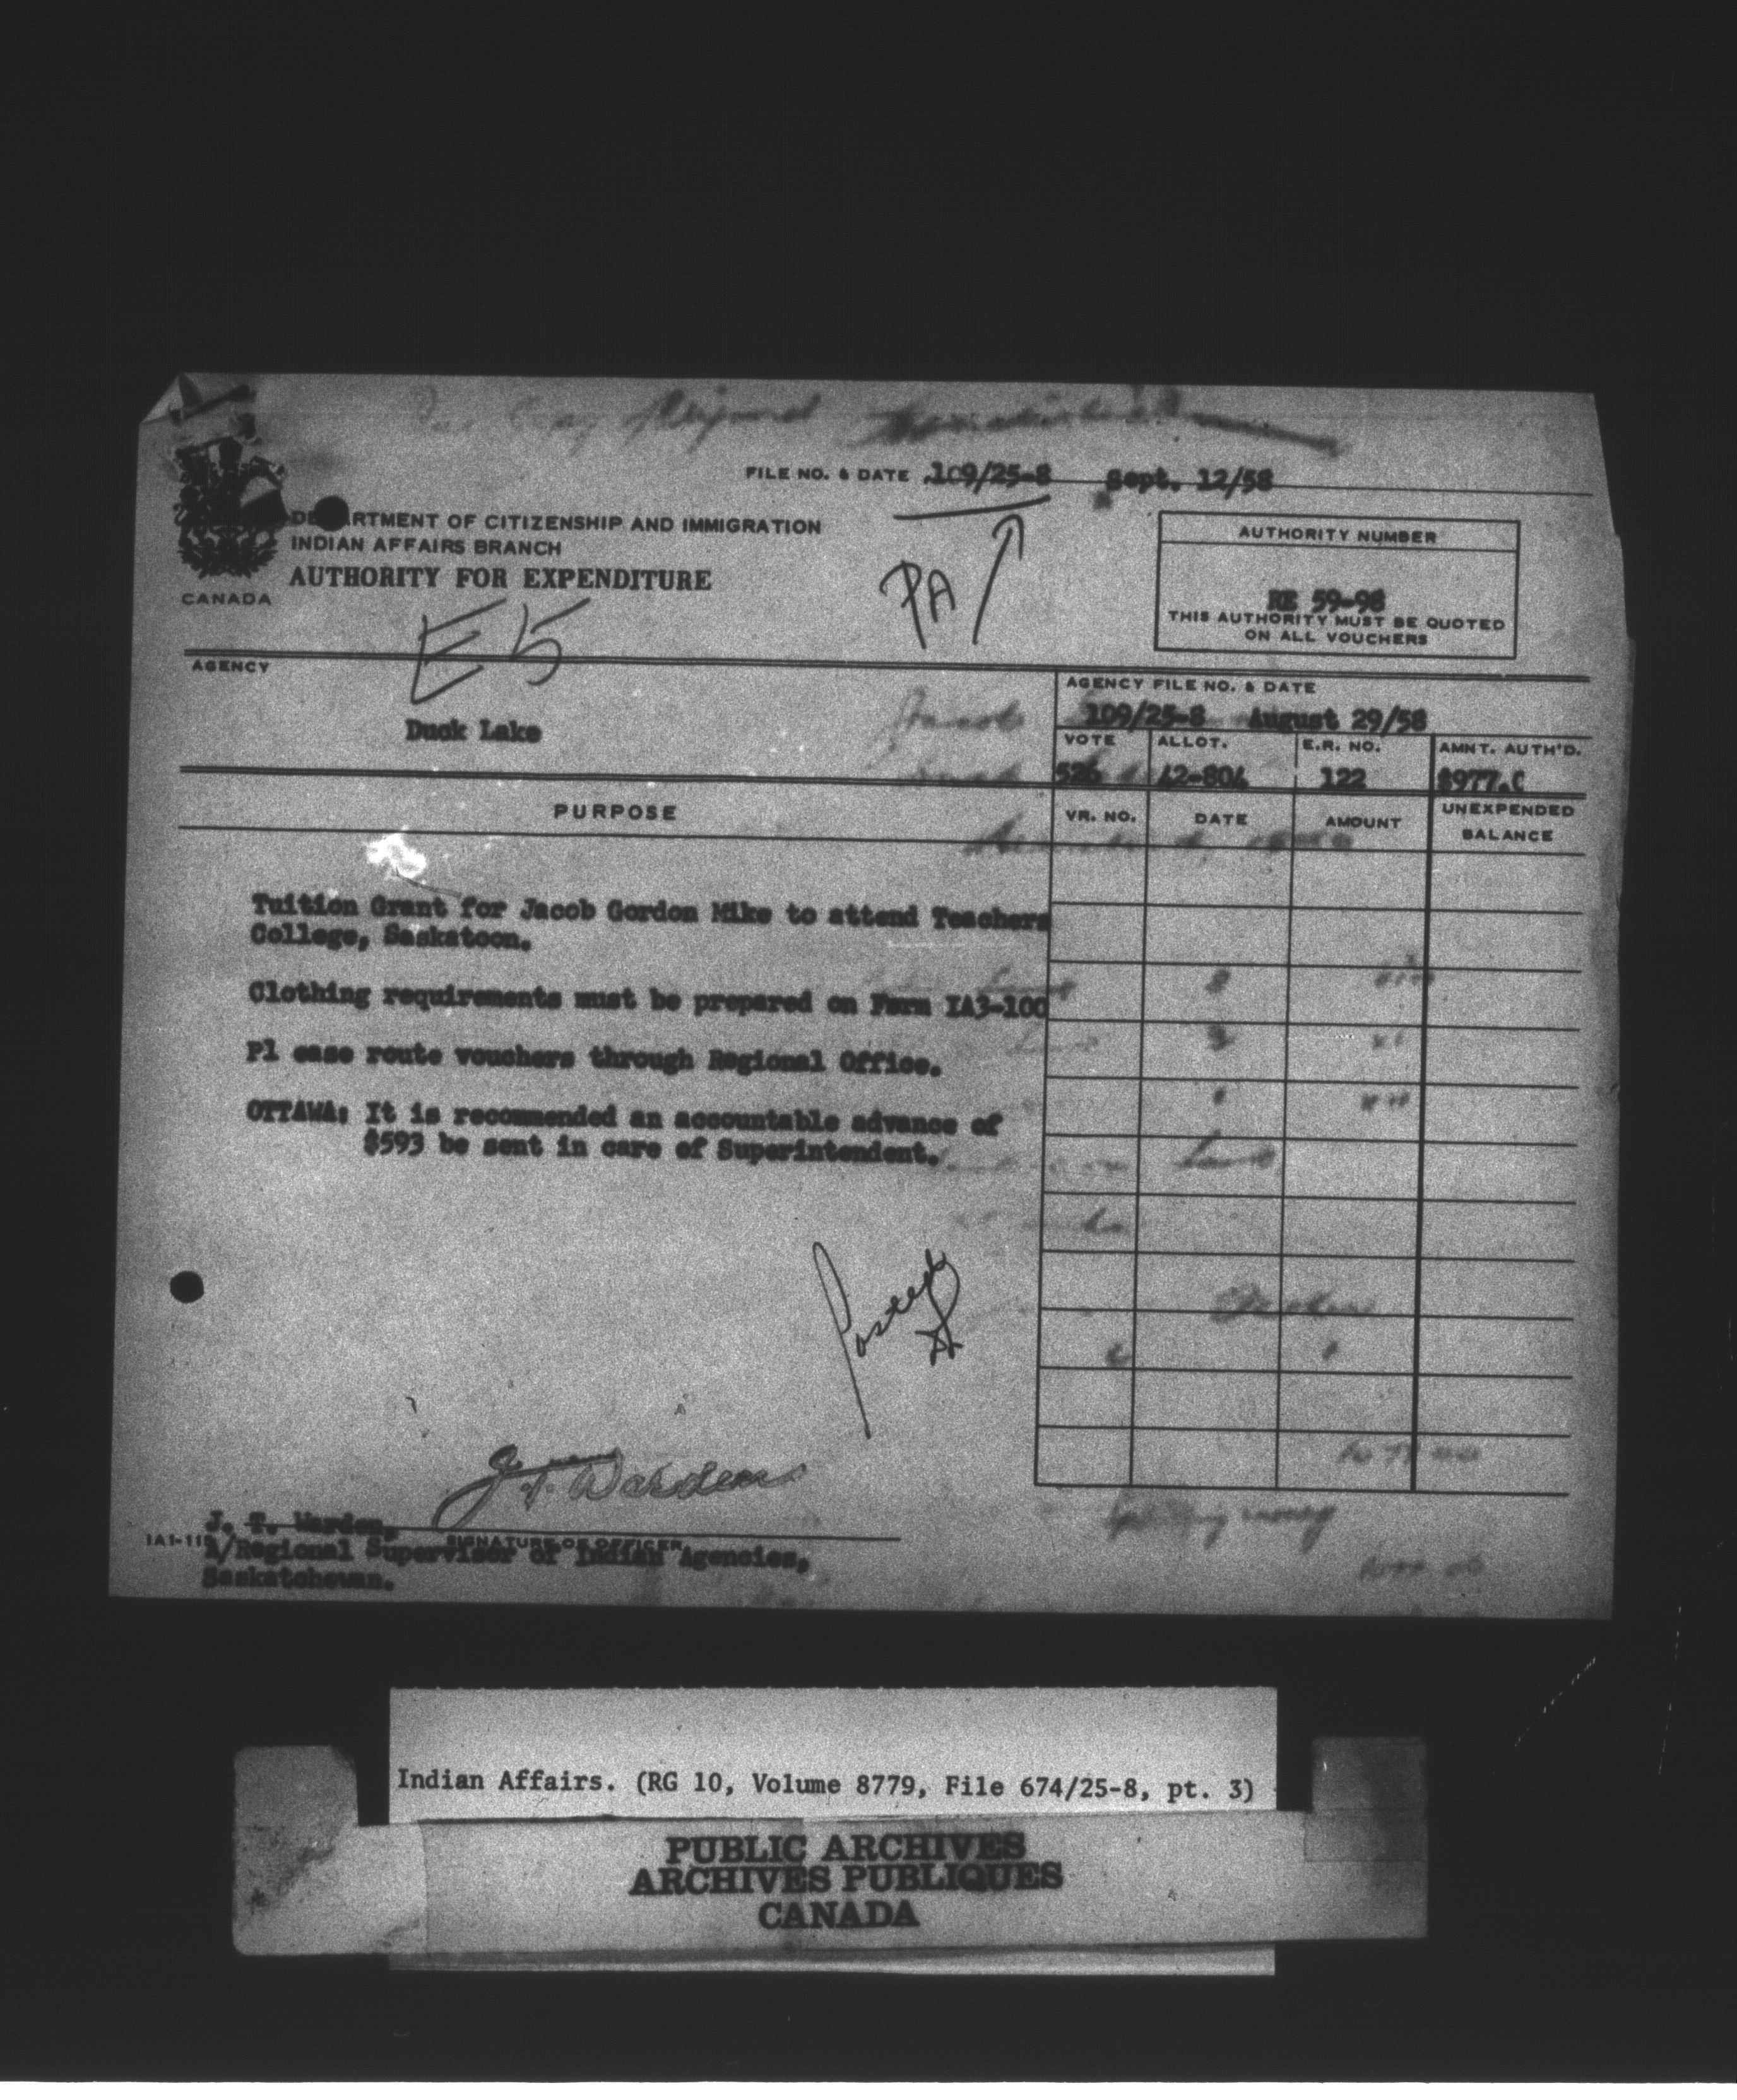 FILE NO. & DATE 109/25-8 Sept. 12/58
DEPARTMENT OF CITIZENSHIP AND IMMIGRATION
INDIAN AFFAIRS BRANCH
AUTHORITY FOR EXPENDITURE
CANADA
E5
PA
AUTHORITY NUMBER
RE 59-98
THIS AUTHORITY MUST BE QUOTED
ON ALL VOUCHERS
AGENCY
Duck Lake
AGENCY FILE NO. & DATE
109/25-8 August 29/58
VOTE ALLOT. E.R. NO. AMNT. AUTH'D.
526 42-804 122 $977.
PURPOSE
VR. NO. DATE AMOUNT UNEXPENDED BALANCE
Tuition Grant for Jacob Gordon Mike to attend Teachers
College, Saskatoon.
Clothing requirements must be prepared on Form IA3-100
Pl ease route vouchers through Regional Office.
OTTAWA: It is recommended an accountable advance of
$593 be sent in care of Superintendent.
Posted
J. T. Warden
J. T. Warden,
IA1-11 SIGNATURE OF OFFICER
A/Regional Supervisor of Indian Agencies,
Saskatchewan.
Indian Affairs. (RG 10, Volume 8779, File 674/25-8, pt. 3)
PUBLIC ARCHIVES
ARCHIVES PUBLIQUES
CANADA